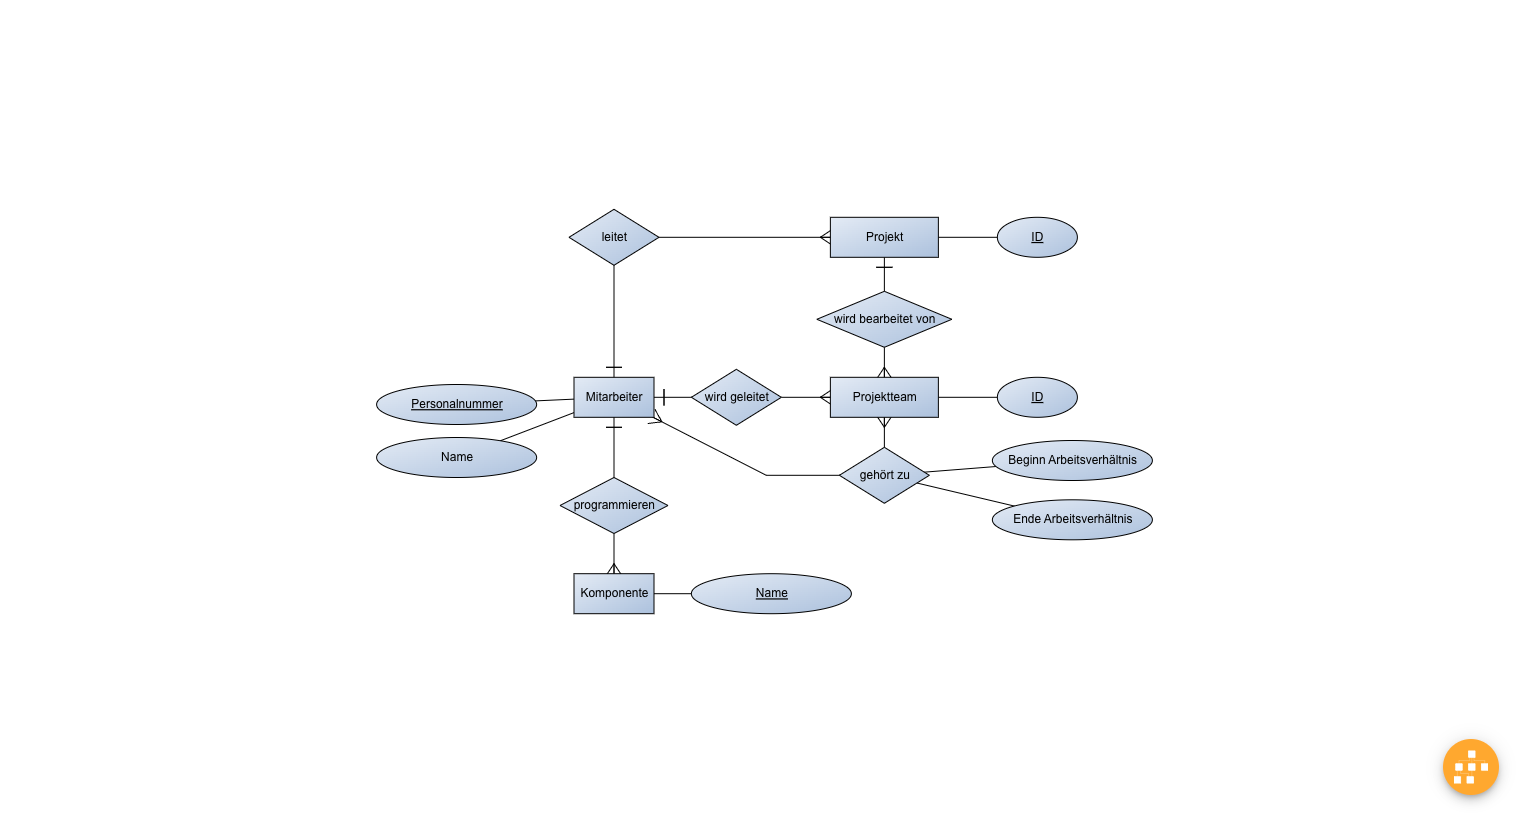 leitet
Projekt
ID
wird bearbeitet von
Personalnummer
Mitarbeiter
wird geleitet
Projektteam
ID
Name
gehört zu
Beginn Arbeitsverhältnis
programmieren
Ende Arbeitsverhältnis
Komponente
Name